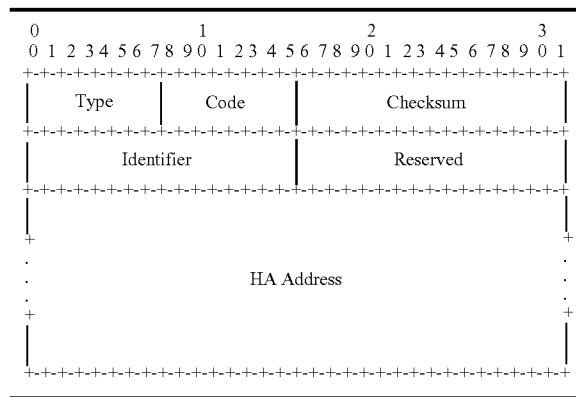 0 1 2 3
0 1 2 3 4 5 6 7 8 9 0 1 2 3 4 5 6 7 8 9 0 1 2 3 4 5 6 7 8 9 0 1
+-+-+-+-+-+-+-+-+-+-+-+-+-+-+-+-+-+-+-+-+-+-+-+-+-+-+-+-+-+-+-+-+
| Type | Code | Checksum |
+-+-+-+-+-+-+-+-+-+-+-+-+-+-+-+-+-+-+-+-+-+-+-+-+-+-+-+-+-+-+-+-+
| Identifier | Reserved |
+-+-+-+-+-+-+-+-+-+-+-+-+-+-+-+-+-+-+-+-+-+-+-+-+-+-+-+-+-+-+-+-+
| |
+ +
. .
. HA Address .
. .
+ +
| |
+-+-+-+-+-+-+-+-+-+-+-+-+-+-+-+-+-+-+-+-+-+-+-+-+-+-+-+-+-+-+-+-+